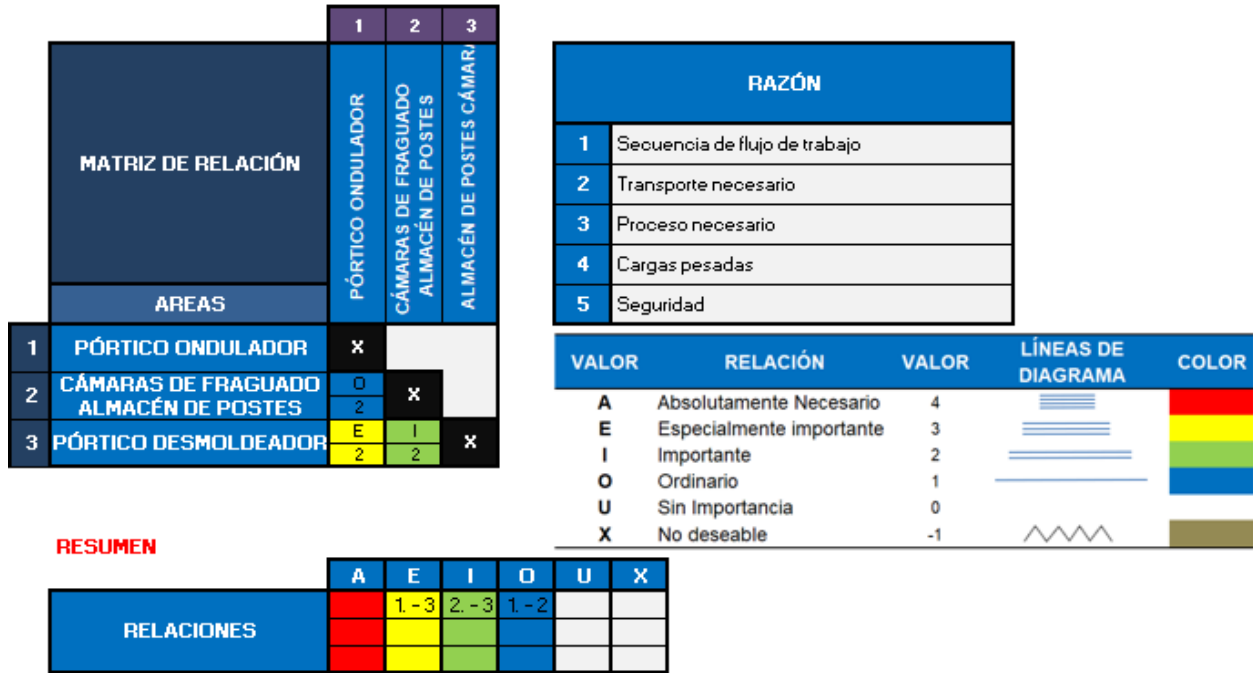 1 2 3
MATRIZ DE RELACIÓN
PÓRTICO ONDULADOR
CÁMARAS DE FRAGUADO
ALMACÉN DE POSTES
ALMACÉN DE POSTES CÁMARA
AREAS
1 PÓRTICO ONDULADOR X
2 CÁMARAS DE FRAGUADO O X
ALMACÉN DE POSTES 2
3 PÓRTICO DESMOLDEADOR E I X
2 2
RAZÓN
1 Secuencia de flujo de trabajo
2 Transporte necesario
3 Proceso necesario
4 Cargas pesadas
5 Seguridad
VALOR RELACIÓN VALOR LÍNEAS DE COLOR
DIAGRAMA
A Absolutamente Necesario 4
E Especialmente importante 3
I Importante 2
O Ordinario 1
U Sin Importancia 0
X No deseable -1
RESUMEN
A E I O U X
RELACIONES 1. - 3 2. - 3 1. - 2